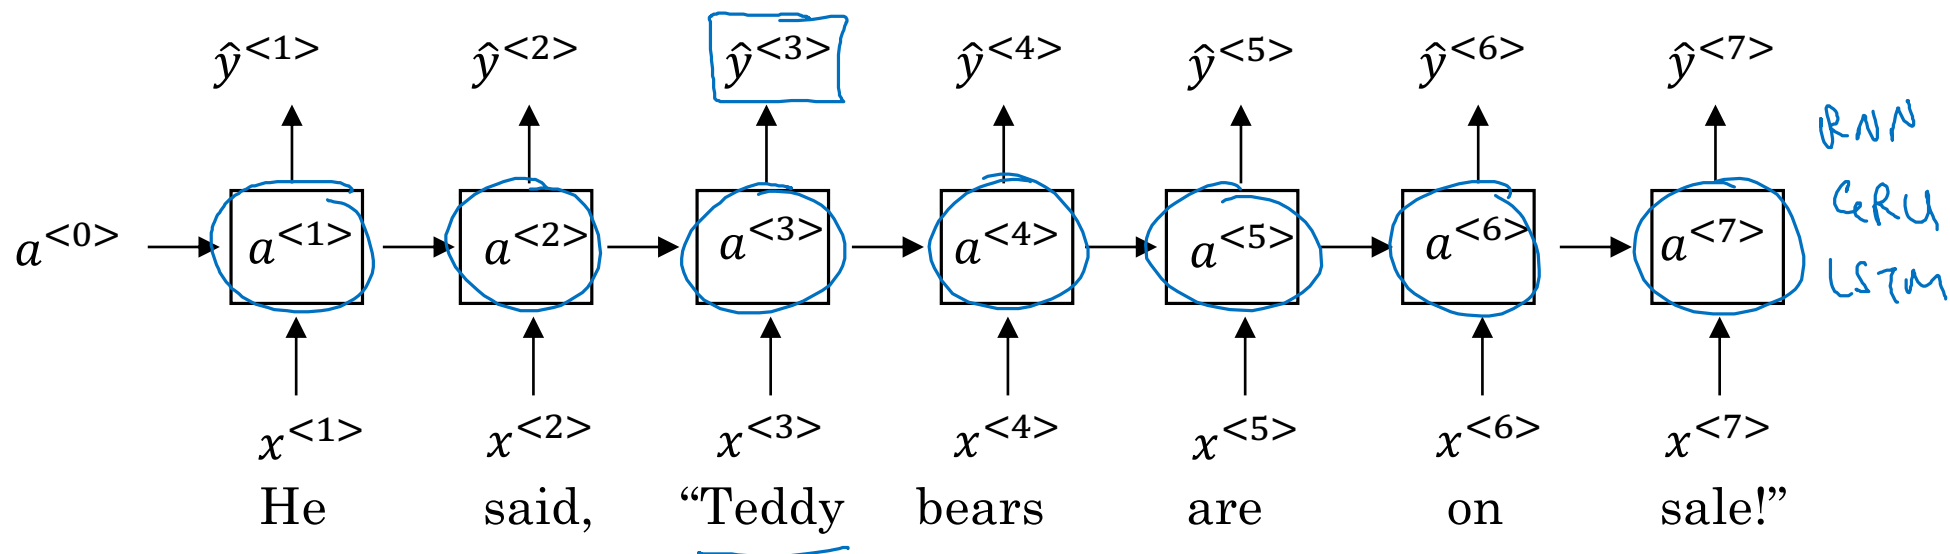 ŷ<1> ŷ<2> ŷ<3> ŷ<4> ŷ<5> ŷ<6> ŷ<7>
RNN
GRU
LSTM
a<0> a<1> a<2> a<3> a<4> a<5> a<6> a<7>
x<1> x<2> x<3> x<4> x<5> x<6> x<7>
He said, “Teddy bears are on sale!”